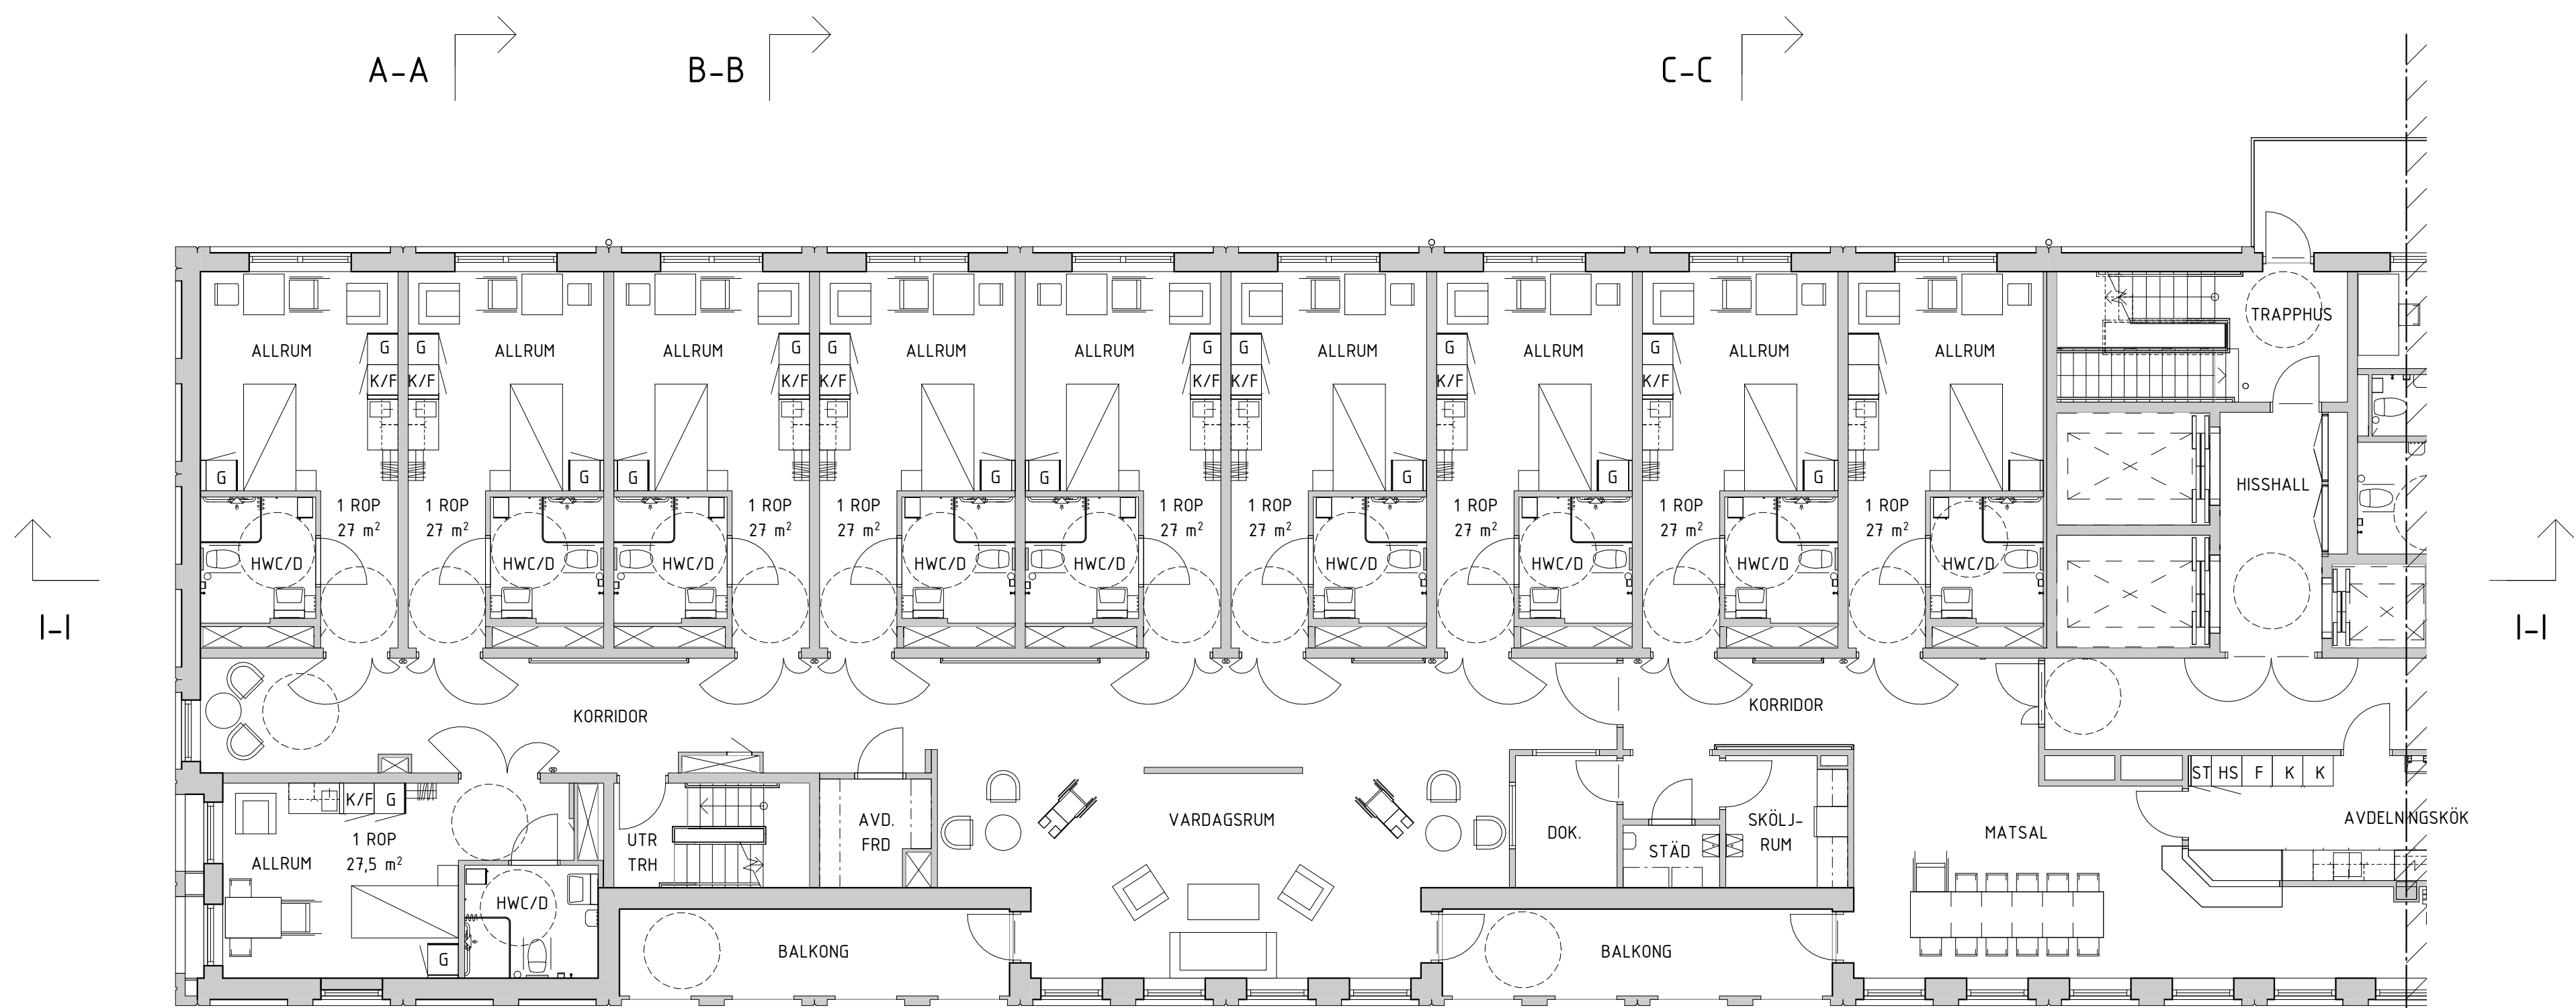 A-A B-B C-C
TRAPPHUS
G G G G G G G G
ALLRUM ALLRUM ALLRUM ALLRUM ALLRUM ALLRUM ALLRUM ALLRUM ALLRUM
K/F K/F K/F K/F K/F K/F K/F K/F
G G G G G G G G
HISSHALL
1 ROP 1 ROP 1 ROP 1 ROP 1 ROP 1 ROP 1 ROP 1 ROP 1 ROP
27 m² 27 m² 27 m² 27 m² 27 m² 27 m² 27 m² 27 m² 27 m²
HWC/D HWC/D HWC/D HWC/D HWC/D HWC/D HWC/D HWC/D HWC/D
I-I I-I
KORRIDOR KORRIDOR
ST HS F K K
K/F G
AVD.
FRD
VARDAGSRUM
DOK.
SKÖLJ-
RUM
MATSAL
AVDELNINGSKÖK
1 ROP
27,5 m²
ALLRUM
UTR
TRH
STÄD
HWC/D
G
BALKONG BALKONG